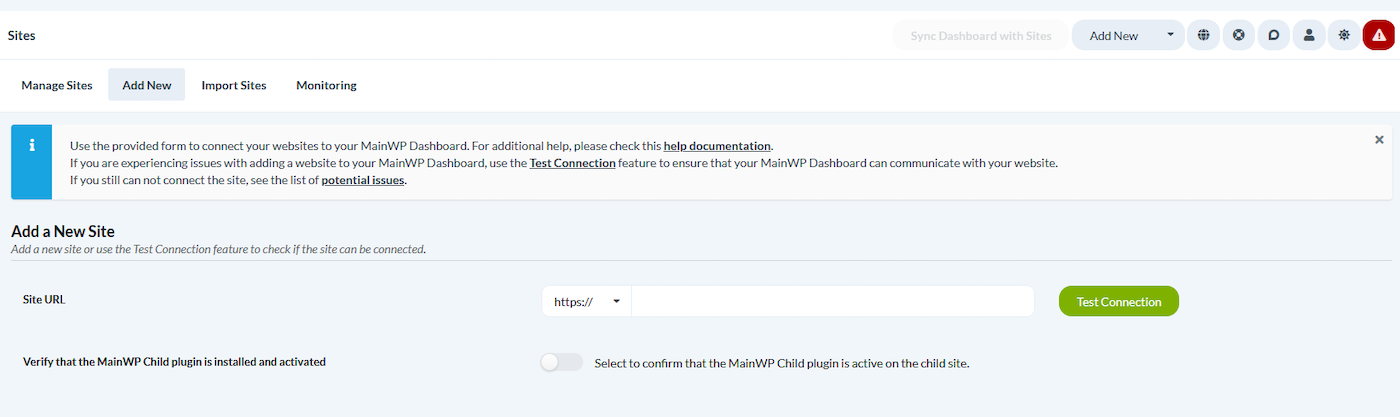 Sites
Sync Dashboard with Sites
Add New
Manage Sites
Add New
Import Sites
Monitoring
Use the provided form to connect your websites to your MainWP Dashboard. For additional help, please check this help documentation.
If you are experiencing issues with adding a website to your MainWP Dashboard, use the Test Connection feature to ensure that your MainWP Dashboard can communicate with your website.
If you still can not connect the site, see the list of potential issues.
Add a New Site
Add a new site or use the Test Connection feature to check if the site can be connected.
Site URL
https://
Test Connection
Verify that the MainWP Child plugin is installed and activated
Select to confirm that the MainWP Child plugin is active on the child site.